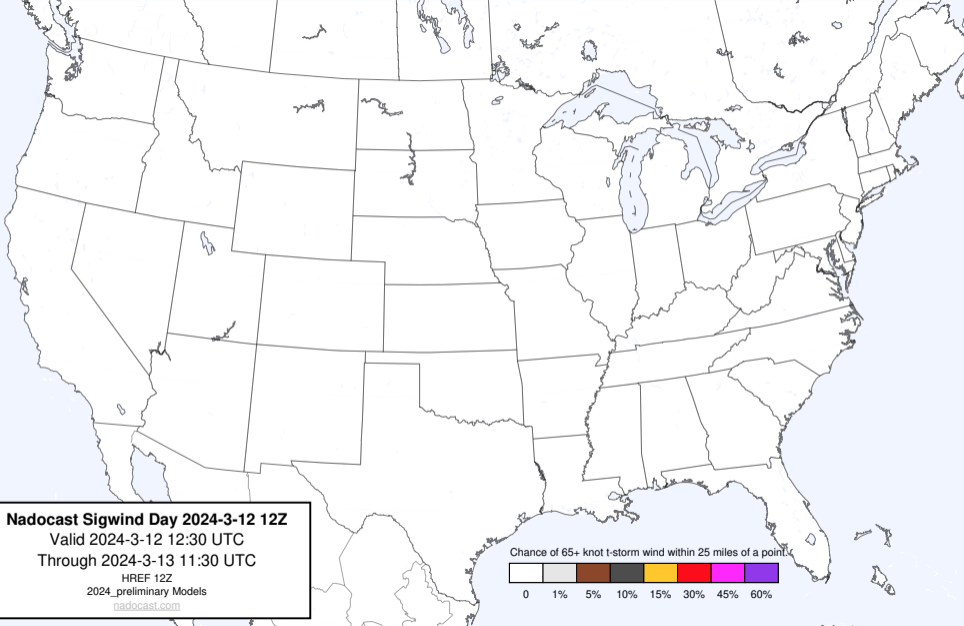 Nadocast Sigwind Day 2024-3-12 12Z
Valid 2024-3-12 12:30 UTC
Through 2024-3-13 11:30 UTC
HREF 12Z
2024_preliminary Models
nadocast.com
Chance of 65+ knot t-storm wind within 25 miles of a point.
0 1% 5% 10% 15% 30% 45% 60%